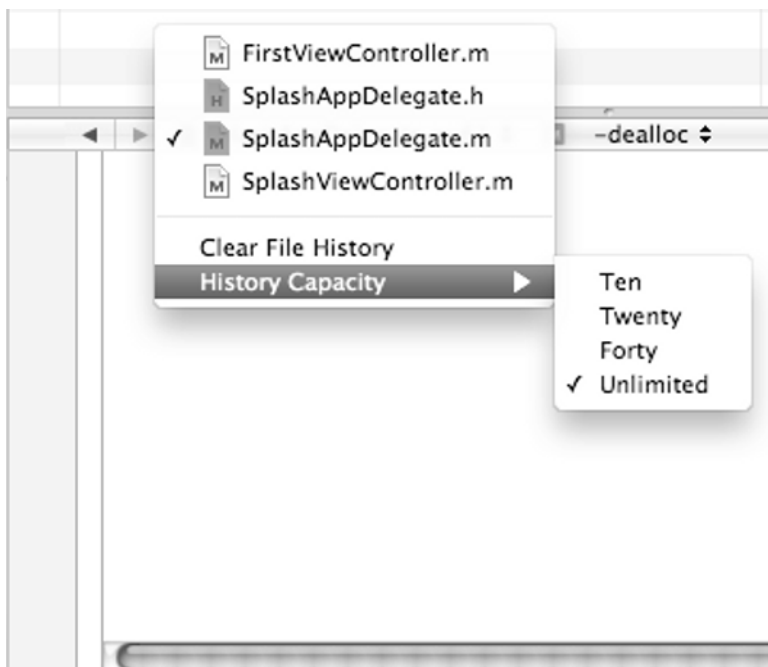 M FirstViewController.m
H SplashAppDelegate.h
✓ M SplashAppDelegate.m
-dealloc
M SplashViewController.m
Clear File History
History Capacity
Ten
Twenty
Forty
✓ Unlimited